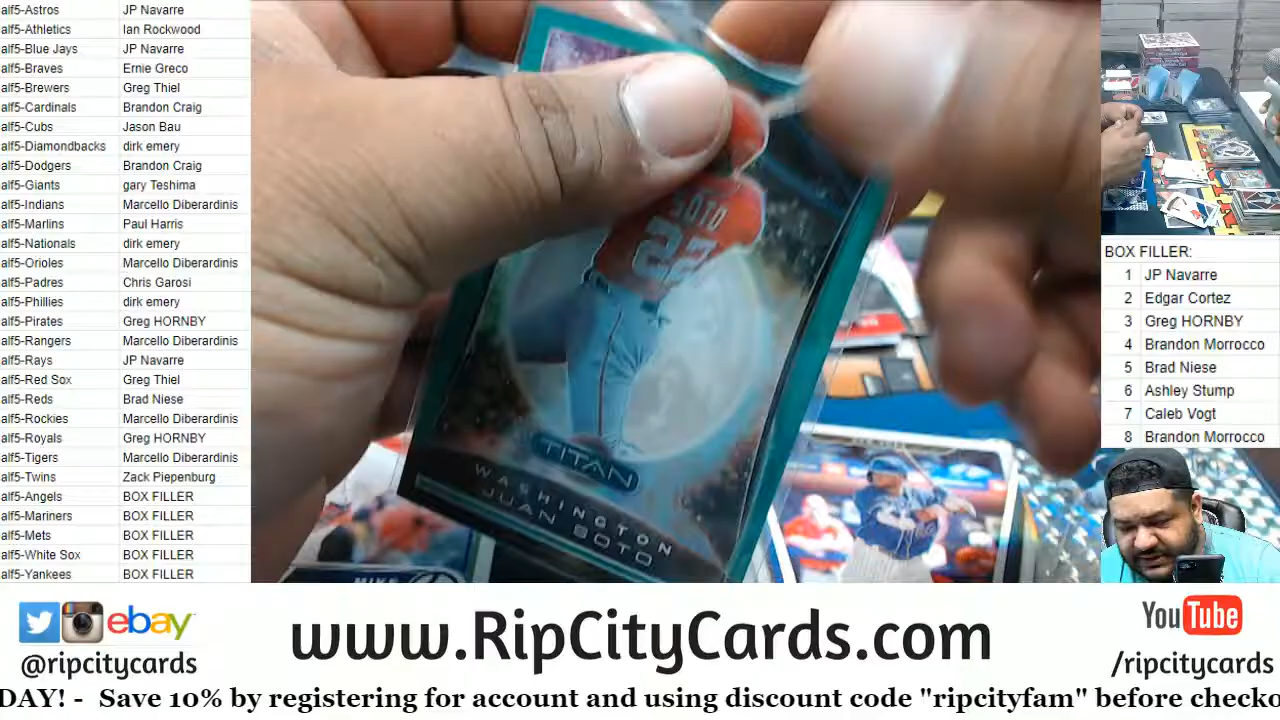 alf5-Astros JP Navarre
alf5-Athletics Ian Rockwood
alf5-Blue Jays JP Navarre
alf5-Braves Ernie Greco
alf5-Brewers Greg Thiel
alf5-Cardinals Brandon Craig
alf5-Cubs Jason Bau
alf5-Diamondbacks dirk emery
alf5-Dodgers Brandon Craig
alf5-Giants gary Teshima
alf5-Indians Marcello Diberardinis
alf5-Marlins Paul Harris
alf5-Nationals dirk emery
alf5-Orioles Marcello Diberardinis
alf5-Padres Chris Garosi
alf5-Phillies dirk emery
alf5-Pirates Greg HORNBY
alf5-Rangers Marcello Diberardinis
alf5-Rays JP Navarre
alf5-Red Sox Greg Thiel
alf5-Reds Brad Niese
alf5-Rockies Marcello Diberardinis
alf5-Royals Greg HORNBY
alf5-Tigers Marcello Diberardinis
alf5-Twins Zack Piepenburg
alf5-Angels BOX FILLER
alf5-Mariners BOX FILLER
alf5-Mets BOX FILLER
alf5-White Sox BOX FILLER
alf5-Yankees BOX FILLER
SOTO
22
TITAN
WASHINGTON
JUAN SOTO
MIKE
BOX FILLER:
1 JP Navarre
2 Edgar Cortez
3 Greg HORNBY
4 Brandon Morrocco
5 Brad Niese
6 Ashley Stump
7 Caleb Vogt
8 Brandon Morrocco
ebay
@ripcitycards
www.RipCityCards.com
YouTube
/ripcitycards
DAY! - Save 10% by registering for account and using discount code "ripcityfam" before checko